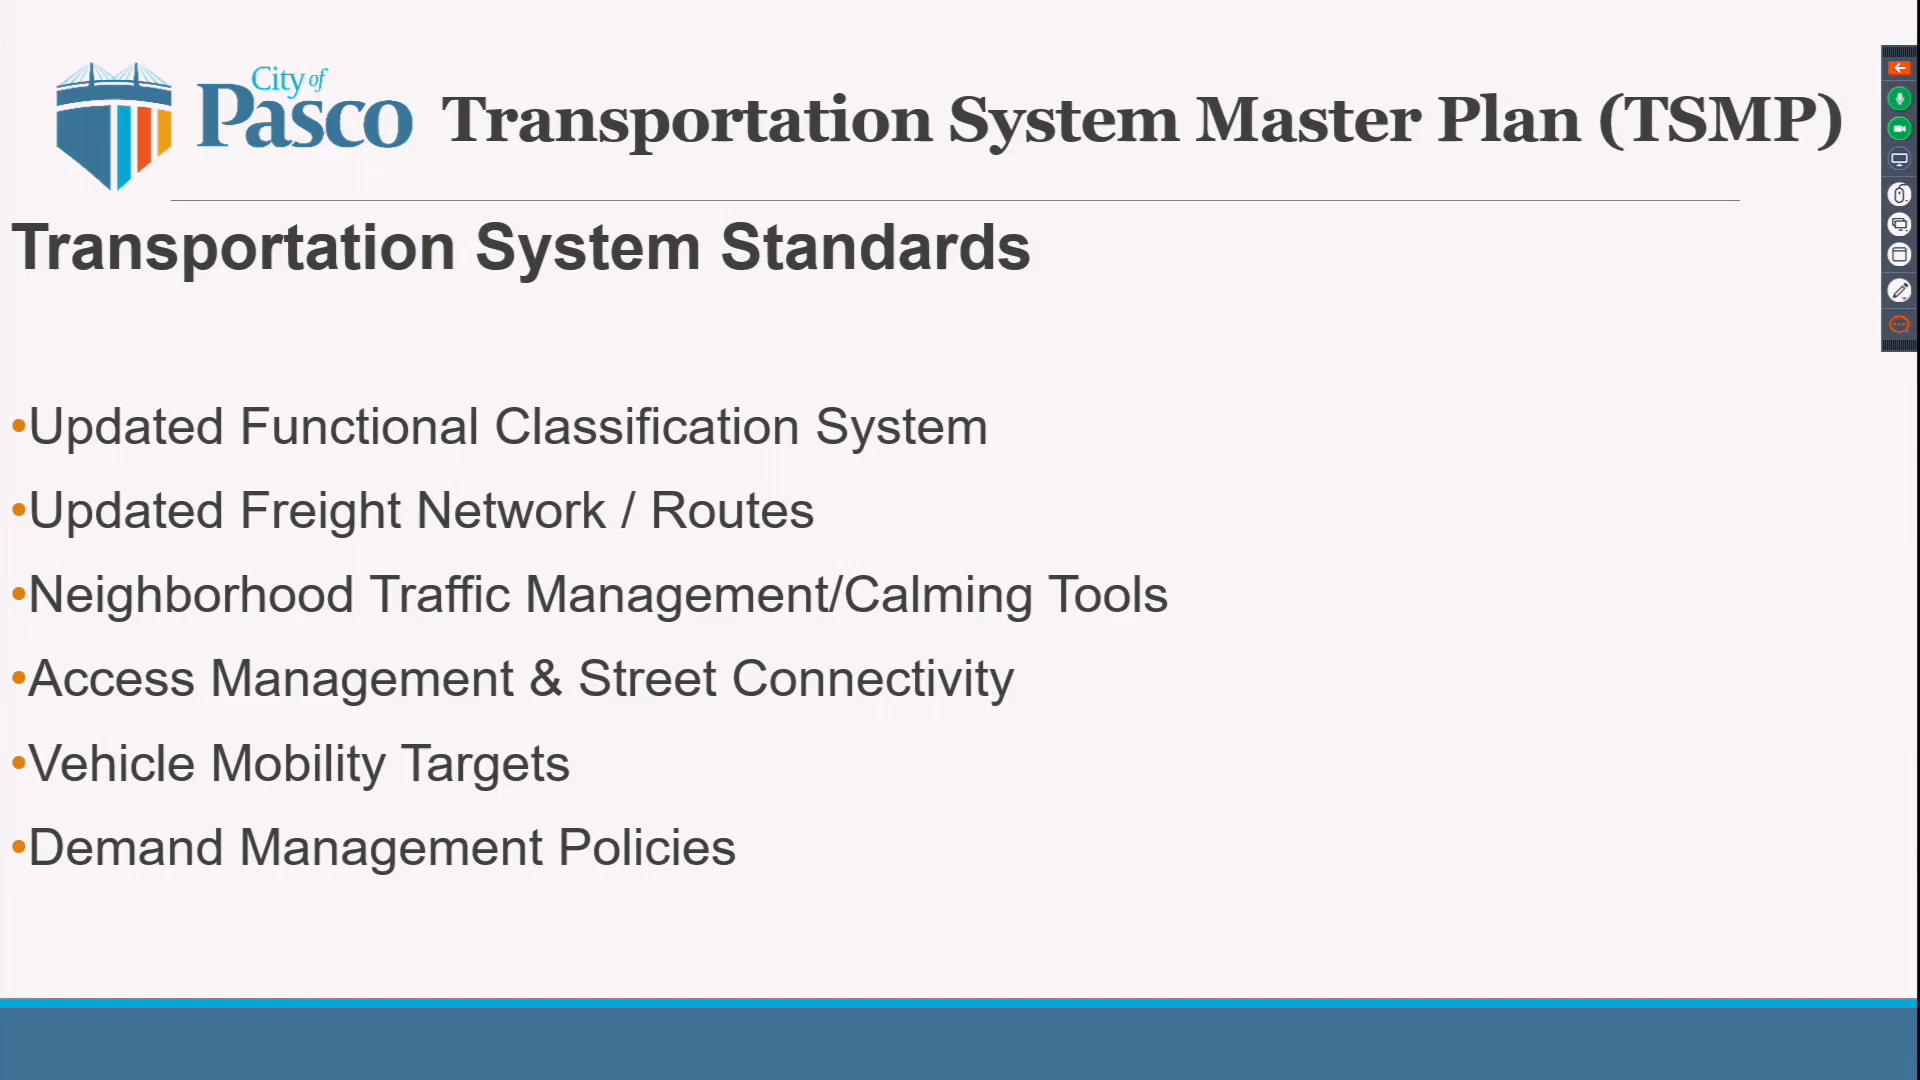 City of
Pasco
Transportation System Master Plan (TSMP)
Transportation System Standards
•Updated Functional Classification System
•Updated Freight Network / Routes
•Neighborhood Traffic Management/Calming Tools
•Access Management & Street Connectivity
•Vehicle Mobility Targets
•Demand Management Policies